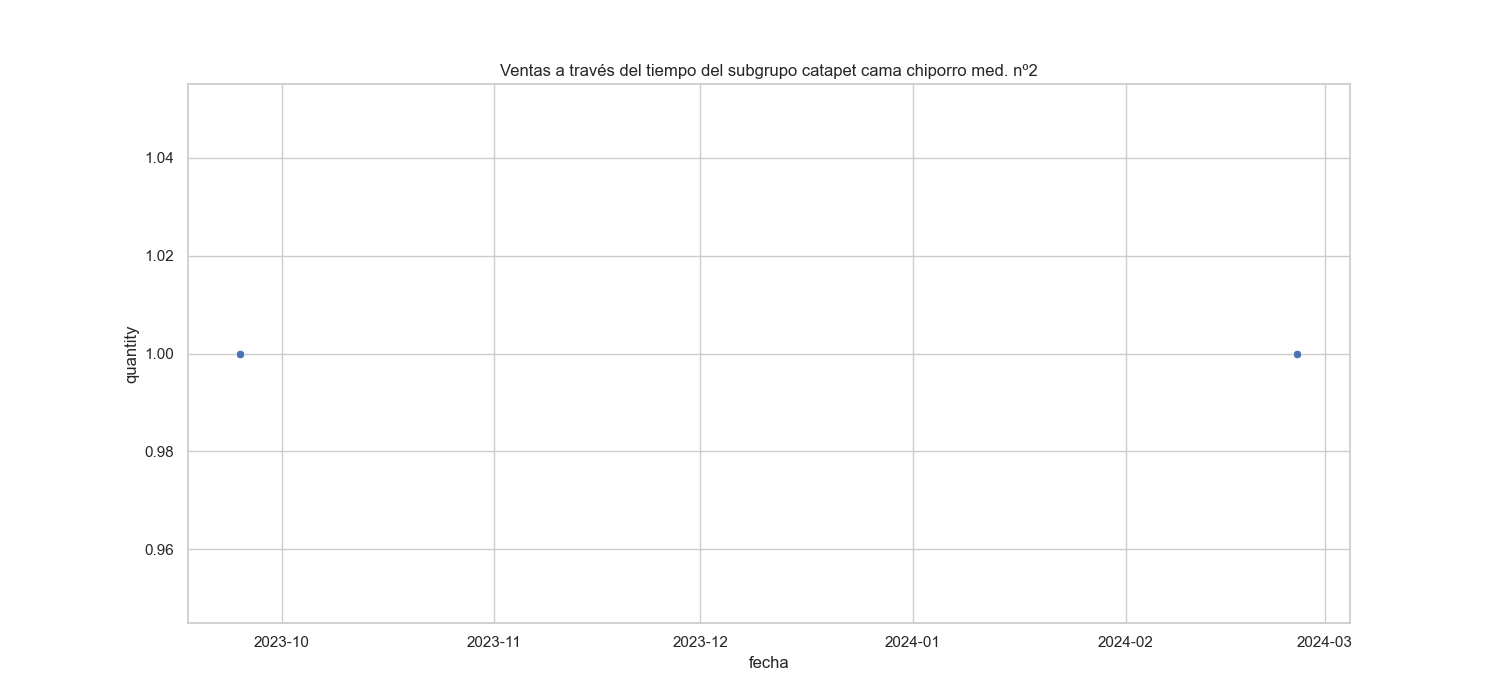 Ventas a través del tiempo del subgrupo catapet cama chiporro med. nº2
1.04
1.02
1.00
0.98
0.96
quantity
2023-10 2023-11 2023-12 2024-01 2024-02 2024-03
fecha